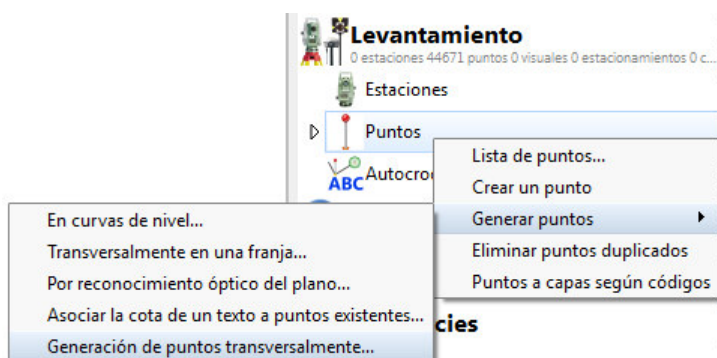 Levantamiento
0 estaciones 44671 puntos 0 visuales 0 estacionamientos 0 c...
Estaciones
Puntos
ABC Autocro
Lista de puntos...
Crear un punto
Generar puntos
Eliminar puntos duplicados
Puntos a capas según códigos
En curvas de nivel...
Transversalmente en una franja...
Por reconocimiento óptico del plano...
Asociar la cota de un texto a puntos existentes...
Generación de puntos transversalmente...
cies